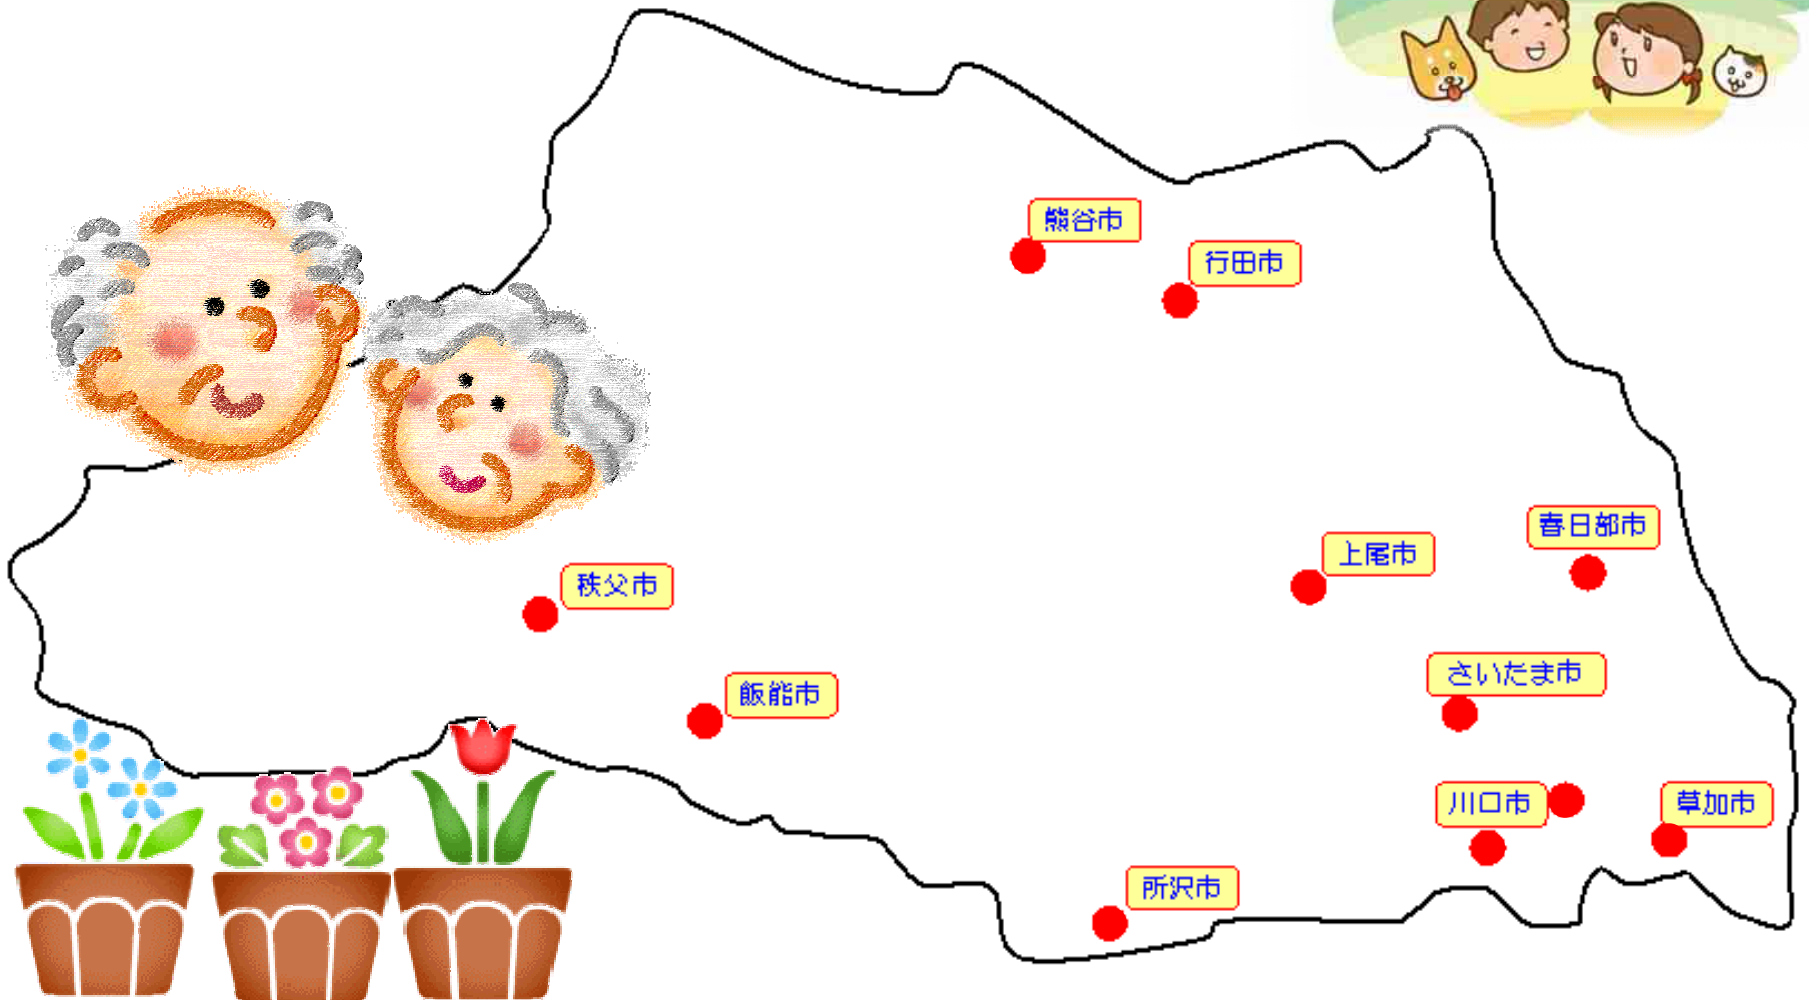 熊谷市
行田市
春日部市
上尾市
秩父市
さいたま市
飯能市
川口市
草加市
所沢市